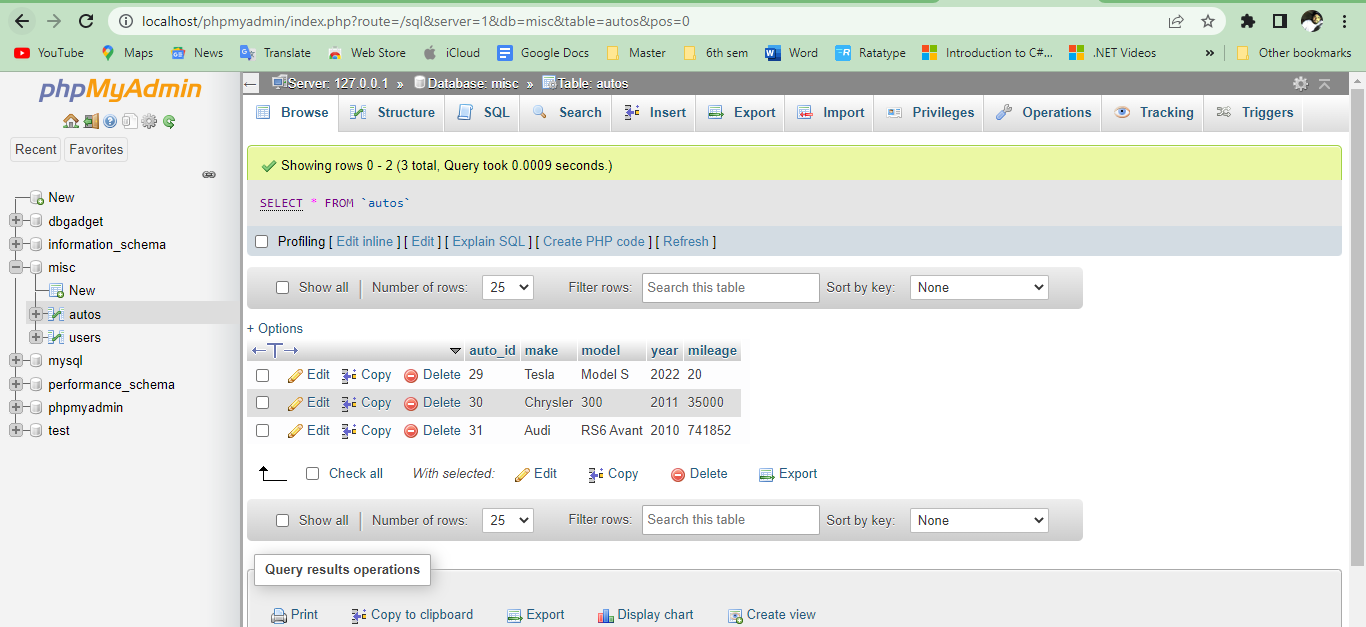 localhost/phpmyadmin/index.php?route=/sql&server=1&db=misc&table=autos&pos=0
YouTube Maps News Translate Web Store iCloud Google Docs Master 6th sem Word Ratatype Introduction to C#... .NET Videos » Other bookmarks
phpMyAdmin
Recent Favorites
New
dbgadget
information_schema
misc
New
autos
users
mysql
performance_schema
phpmyadmin
test
Server: 127.0.0.1 » Database: misc » Table: autos
Browse Structure SQL Search Insert Export Import Privileges Operations Tracking Triggers
Showing rows 0 - 2 (3 total, Query took 0.0009 seconds.)
SELECT * FROM `autos`
Profiling [ Edit inline ] [ Edit ] [ Explain SQL ] [ Create PHP code ] [ Refresh ]
Show all | Number of rows: 25 Filter rows: Search this table Sort by key: None
+ Options
←T→ auto_id make model year mileage
Edit Copy Delete 29 Tesla Model S 2022 20
Edit Copy Delete 30 Chrysler 300 2011 35000
Edit Copy Delete 31 Audi RS6 Avant 2010 741852
Check all With selected: Edit Copy Delete Export
Show all | Number of rows: 25 Filter rows: Search this table Sort by key: None
Query results operations
Print Copy to clipboard Export Display chart Create view